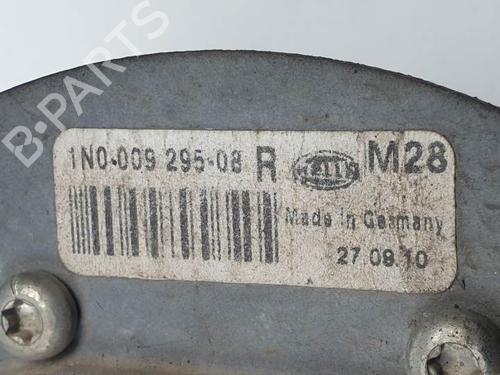 B-PARTS
1N0-009 295-08 R HELLA M28
Made in Germany
27 09 10